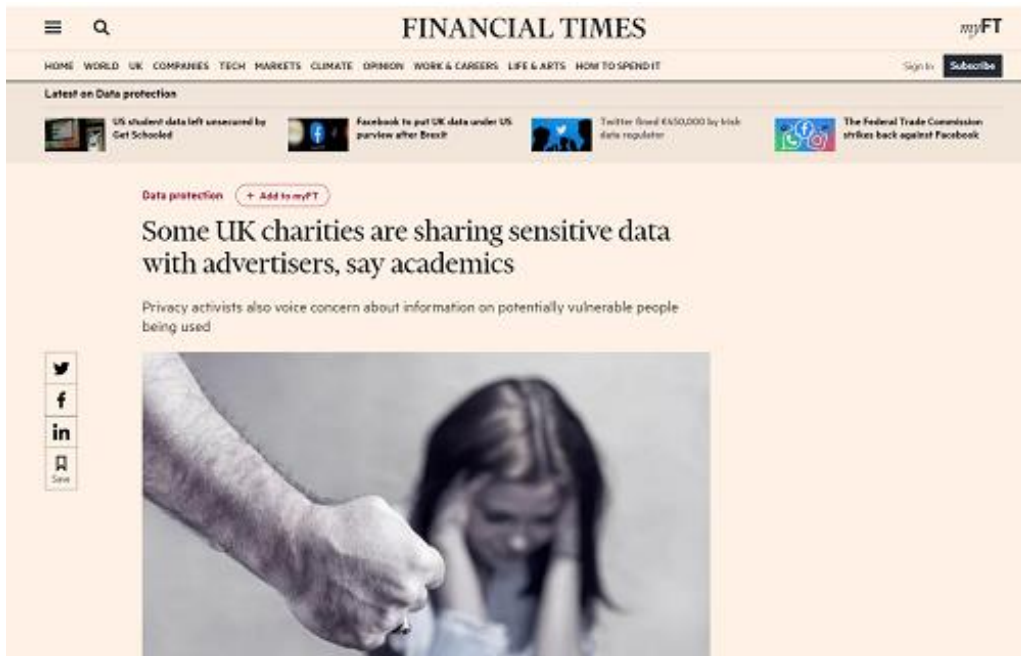 FINANCIAL TIMES
myFT
HOME WORLD UK COMPANIES TECH MARKETS CLIMATE OPINION WORK & CAREERS LIFE & ARTS HOW TO SPEND IT
Sign In Subscribe
Latest on Data protection
US student data left unsecured by
Get Schooled
Facebook to put UK data under US
purview after Brexit
Twitter fined €450,000 by Irish
data regulator
The Federal Trade Commission
strikes back against Facebook
Data protection + Add to myFT
Some UK charities are sharing sensitive data
with advertisers, say academics
Privacy activists also voice concern about information on potentially vulnerable people
being used
Save